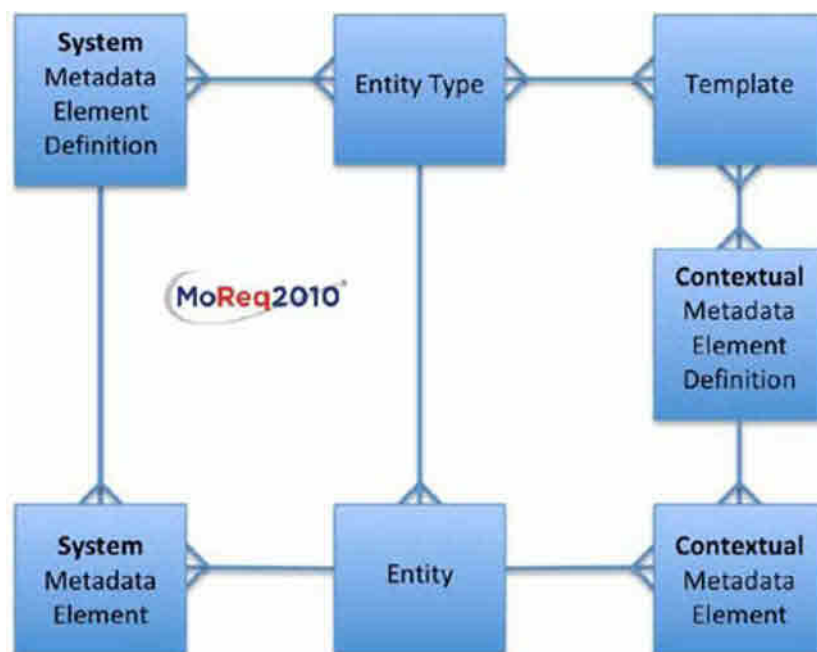 System
Metadata
Element
Definition
Entity Type
Template
MoReq2010®
Contextual
Metadata
Element
Definition
System
Metadata
Element
Entity
Contextual
Metadata
Element